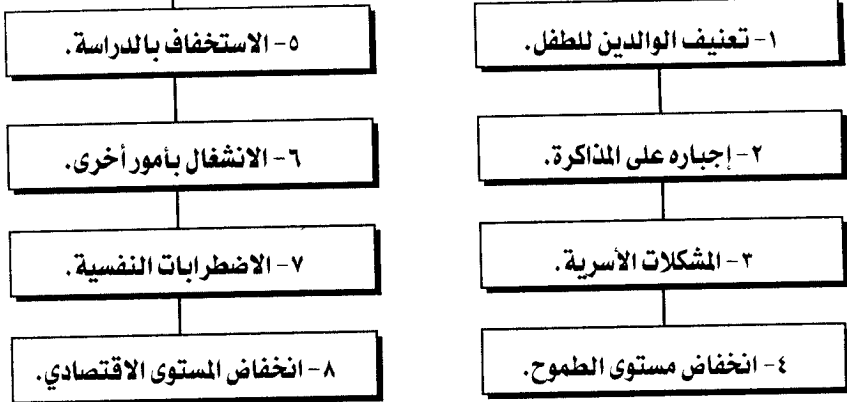 ١- تعنيف الوالدين للطفل.
٢- إجباره على المذاكرة.
٣- المشكلات الأسرية.
٤- انخفاض مستوى الطموح.
٥- الاستخفاف بالدراسة.
٦- الانشغال بأمور أخرى.
٧- الاضطرابات النفسية.
٨- انخفاض المستوى الاقتصادي.